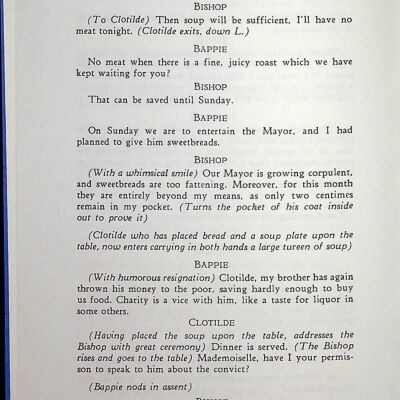 BISHOP
(To Clotilde) Then soup will be sufficient, I'll have no
meat tonight. (Clotilde exits, down L.)
BAPPIE
No meat when there is a fine, juicy roast which we have
kept waiting for you?
BISHOP
That can be saved until Sunday.
BAPPIE
On Sunday we are to entertain the Mayor, and I had
planned to give him sweetbreads.
BISHOP
(With a whimsical smile) Our Mayor is growing corpulent,
and sweetbreads are too fattening. Moreover, for this month
they are entirely beyond my means, as only two centimes
remain in my pocket. (Turns the pocket of his coat inside
out to prove it)
(Clotilde who has placed bread and a soup plate upon the
table, now enters carrying in both hands a large tureen of soup)
BAPPIE
(With humorous resignation) Clotilde, my brother has again
thrown his money to the poor, saving hardly enough to buy
us food. Charity is a vice with him, like a taste for liquor in
some others.
CLOTILDE
(Having placed the soup upon the table, addresses the
Bishop with great ceremony) Dinner is served. (The Bishop
rises and goes to the table) Mademoiselle, have I your permis-
sion to speak to him about the convict?
(Bappie nods in assent)